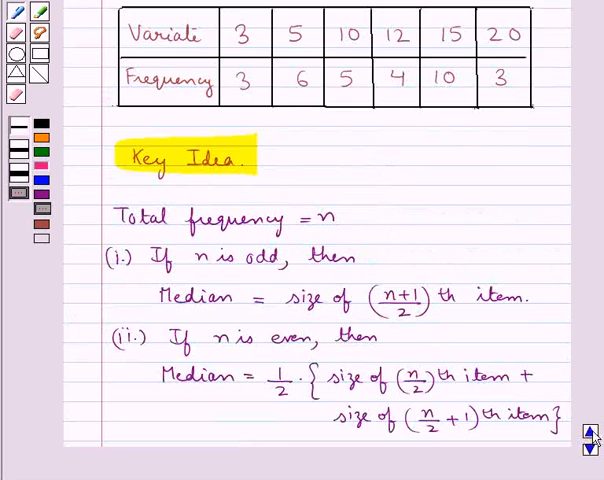 Variate 3 5 10 12 15 20
Frequency 3 6 5 4 10 3
Key Idea.
Total frequency = n
(i.) If n is odd, then
Median = size of ((n+1)/2) th item.
(ii.) If n is even, then
Median = 1/2 · { size of (n/2) th item +
size of (n/2 + 1) th item }